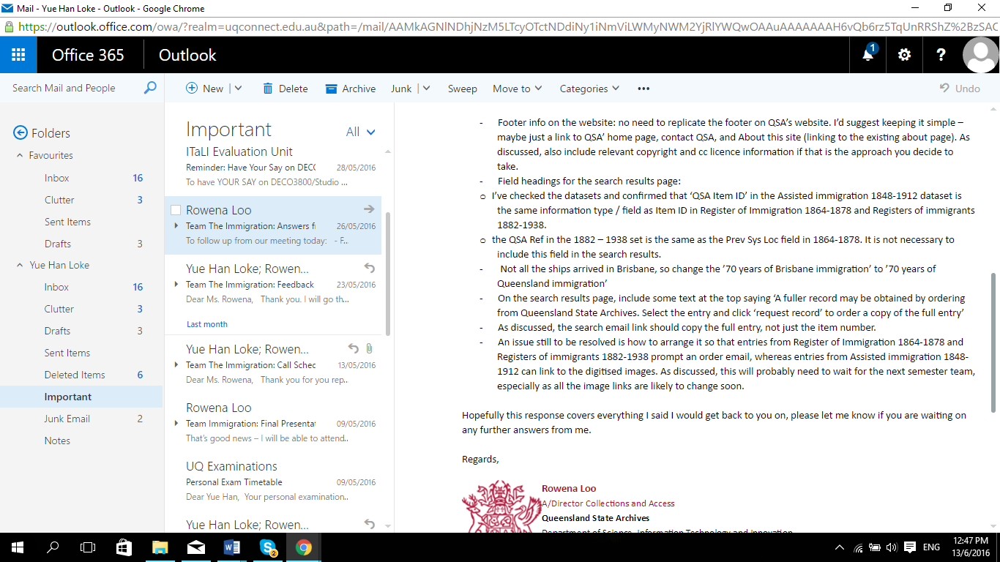 Mail - Yue Han Loke - Outlook - Google Chrome
https://outlook.office.com/owa/?realm=uqconnect.edu.au&path=/mail/AAMkAGNlNDhjNzM5LTcyOTctNDdiNy1iNmViLWMyNWM2YjRlYWQwOAAuAAAAAAAH6vQb6rz5TqUnRRShZ%2BzSAC
Office 365
Outlook
1
?
Search Mail and People
New
Delete
Archive
Junk
Sweep
Move to
Categories
Undo
Folders
Favourites
Inbox 16
Clutter 3
Sent Items
Drafts 3
Yue Han Loke
Inbox 16
Clutter 3
Drafts 3
Sent Items
Deleted Items 6
Important
Junk Email 2
Notes
Important
All
ITaLI Evaluation Unit
Reminder: Have Your Say on DEC 28/05/2016
To have YOUR SAY on DECO3800/Studio ...
Rowena Loo
Team The Immigration: Answers f 26/05/2016
To follow up from our meeting today: - F...
Yue Han Loke; Rowen...
Team The Immigration: Feedback 23/05/2016
Dear Ms. Rowena, Thank you. I will go th...
Last month
Yue Han Loke; Rowen...
Team The Immigration: Call Sched 13/05/2016
Dear Ms. Rowena, Thank you for you rep...
Rowena Loo
Team Immigration: Final Presentat 09/05/2016
That's good news – I will be able to attend...
UQ Examinations
Personal Exam Timetable 09/05/2016
Dear Yue Han, Your personal examination...
Yue Han Loke; Rowen...
- Footer info on the website: no need to replicate the footer on QSA's website. I'd suggest keeping it simple –
maybe just a link to QSA' home page, contact QSA, and About this site (linking to the existing about page). As
discussed, also include relevant copyright and cc licence information if that is the approach you decide to
take.
- Field headings for the search results page:
o I've checked the datasets and confirmed that 'QSA Item ID' in the Assisted immigration 1848-1912 dataset is
the same information type / field as Item ID in Register of Immigration 1864-1878 and Registers of immigrants
1882-1938.
o the QSA Ref in the 1882 – 1938 set is the same as the Prev Sys Loc field in 1864-1878. It is not necessary to
include this field in the search results.
- Not all the ships arrived in Brisbane, so change the '70 years of Brisbane immigration' to '70 years of
Queensland immigration'
- On the search results page, include some text at the top saying 'A fuller record may be obtained by ordering
from Queensland State Archives. Select the entry and click 'request record' to order a copy of the full entry'
- As discussed, the search email link should copy the full entry, not just the item number.
- An issue still to be resolved is how to arrange it so that entries from Register of Immigration 1864-1878 and
Registers of immigrants 1882-1938 prompt an order email, whereas entries from Assisted immigration 1848-
1912 can link to the digitised images. As discussed, this will probably need to wait for the next semester team,
especially as all the image links are likely to change soon.
Hopefully this response covers everything I said I would get back to you on, please let me know if you are waiting on
any further answers from me.
Regards,
Rowena Loo
A/Director Collections and Access
Queensland State Archives
Department of Science, Information Technology and Innovation
2
ENG
12:47 PM
13/6/2016